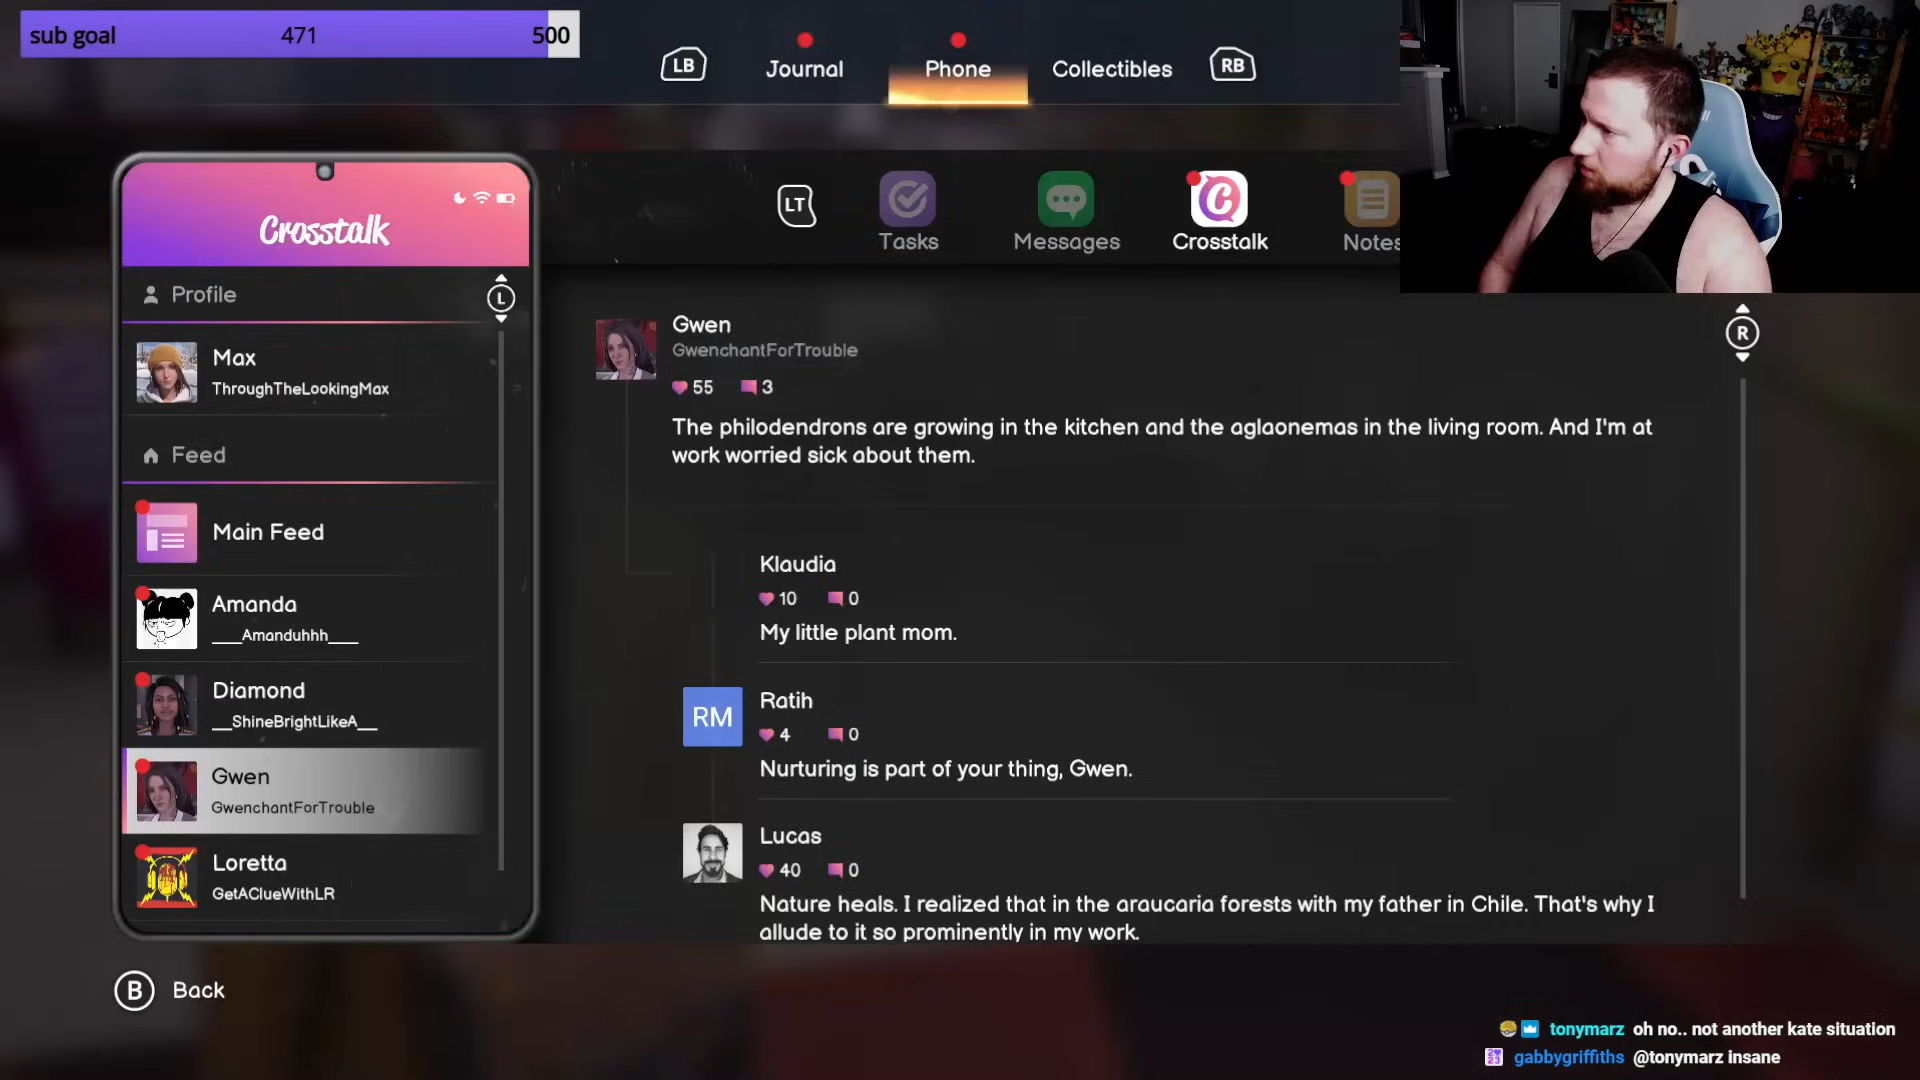 sub goal 471 500
LB Journal Phone Collectibles RB
Crosstalk
LT Tasks Messages Crosstalk Notes
Profile
L
Max
ThroughTheLookingMax
Feed
Main Feed
Amanda
___Amanduhhh___
Diamond
__ShineBrightLikeA__
Gwen
GwenchantForTrouble
Loretta
GetAClueWithLR
R
Gwen
GwenchantForTrouble
55 3
The philodendrons are growing in the kitchen and the aglaonemas in the living room. And I'm at
work worried sick about them.
Klaudia
10 0
My little plant mom.
RM
Ratih
4 0
Nurturing is part of your thing, Gwen.
Lucas
40 0
Nature heals. I realized that in the araucaria forests with my father in Chile. That's why I
allude to it so prominently in my work.
B Back
tonymarz oh no.. not another kate situation
gabbygriffiths @tonymarz insane